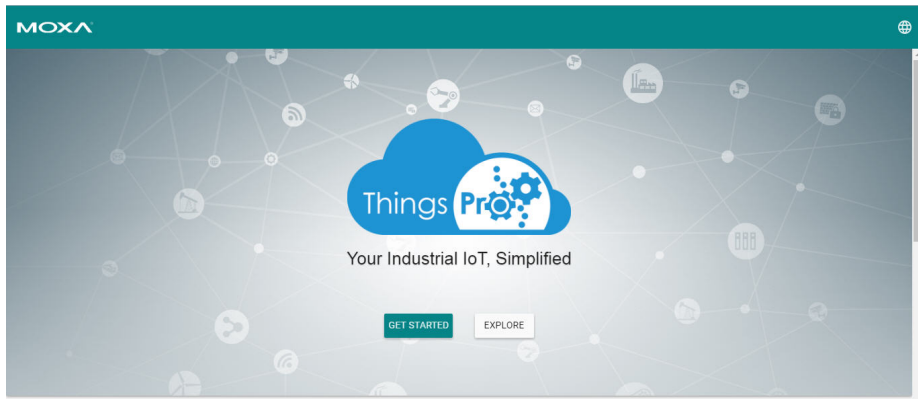 MOXA
Things Pro
Your Industrial IoT, Simplified
GET STARTED EXPLORE